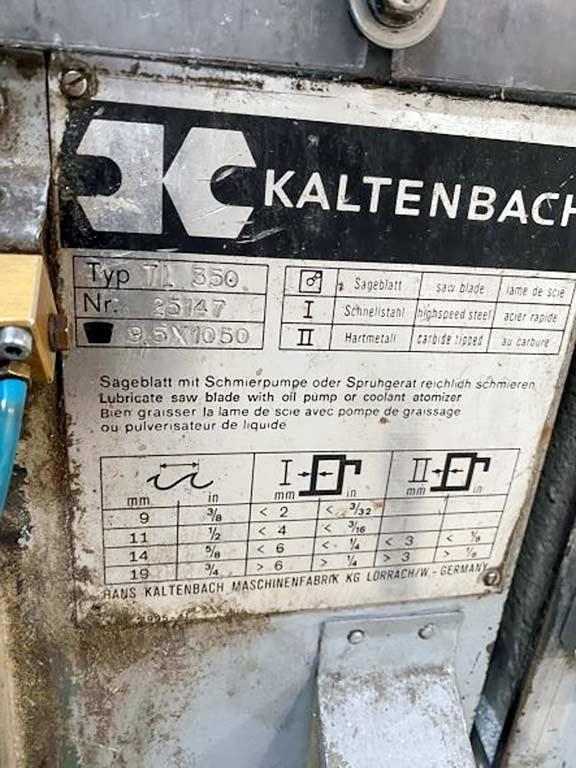 KALTENBACH
Typ TL 350
Nr. 25147
9,5X1050
Sägeblatt saw blade lame de scie
I Schnellstahl highspeed steel acier rapide
II Hartmetall carbide tipped au carbure
Sägeblatt mit Schmierpumpe oder Sprühgerät reichlich schmieren
Lubricate saw blade with oil pump or coolant atomizer
Bien graisser la lame de scie avec pompe de graissage
ou pulverisateur de liquide
I II
mm in mm in mm in
9 3/8 < 2 < 3/32
11 1/2 < 4 < 3/16
14 5/8 < 6 < 1/4 < 3 < 1/8
19 3/4 > 6 > 1/4 > 3 > 1/8
HANS KALTENBACH MASCHINENFABRIK KG LÖRRACH/W.-GERMANY